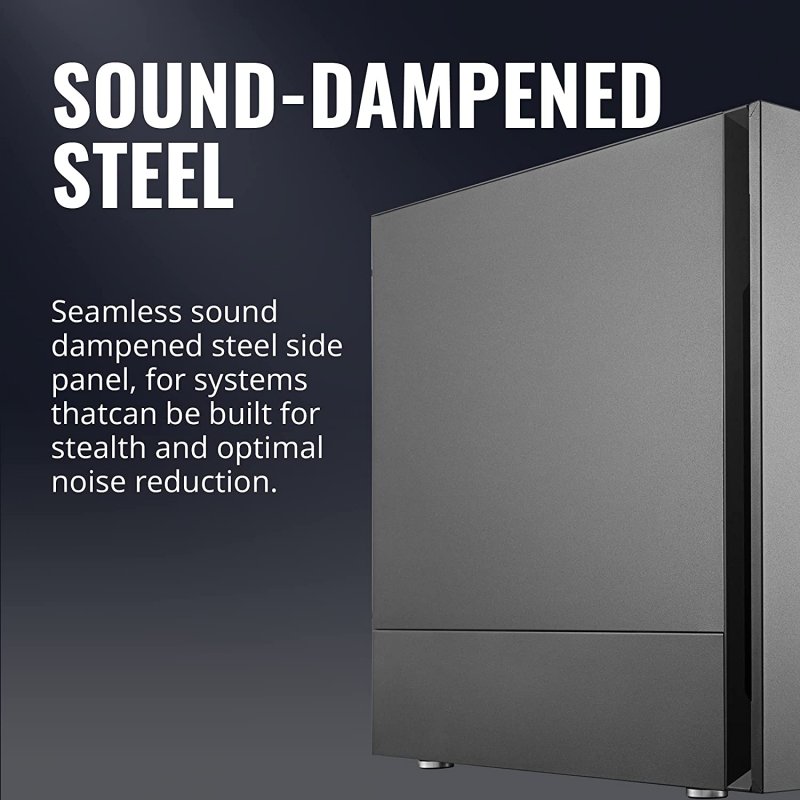 SOUND-DAMPENED
STEEL
Seamless sound
dampened steel side
panel, for systems
thatcan be built for
stealth and optimal
noise reduction.